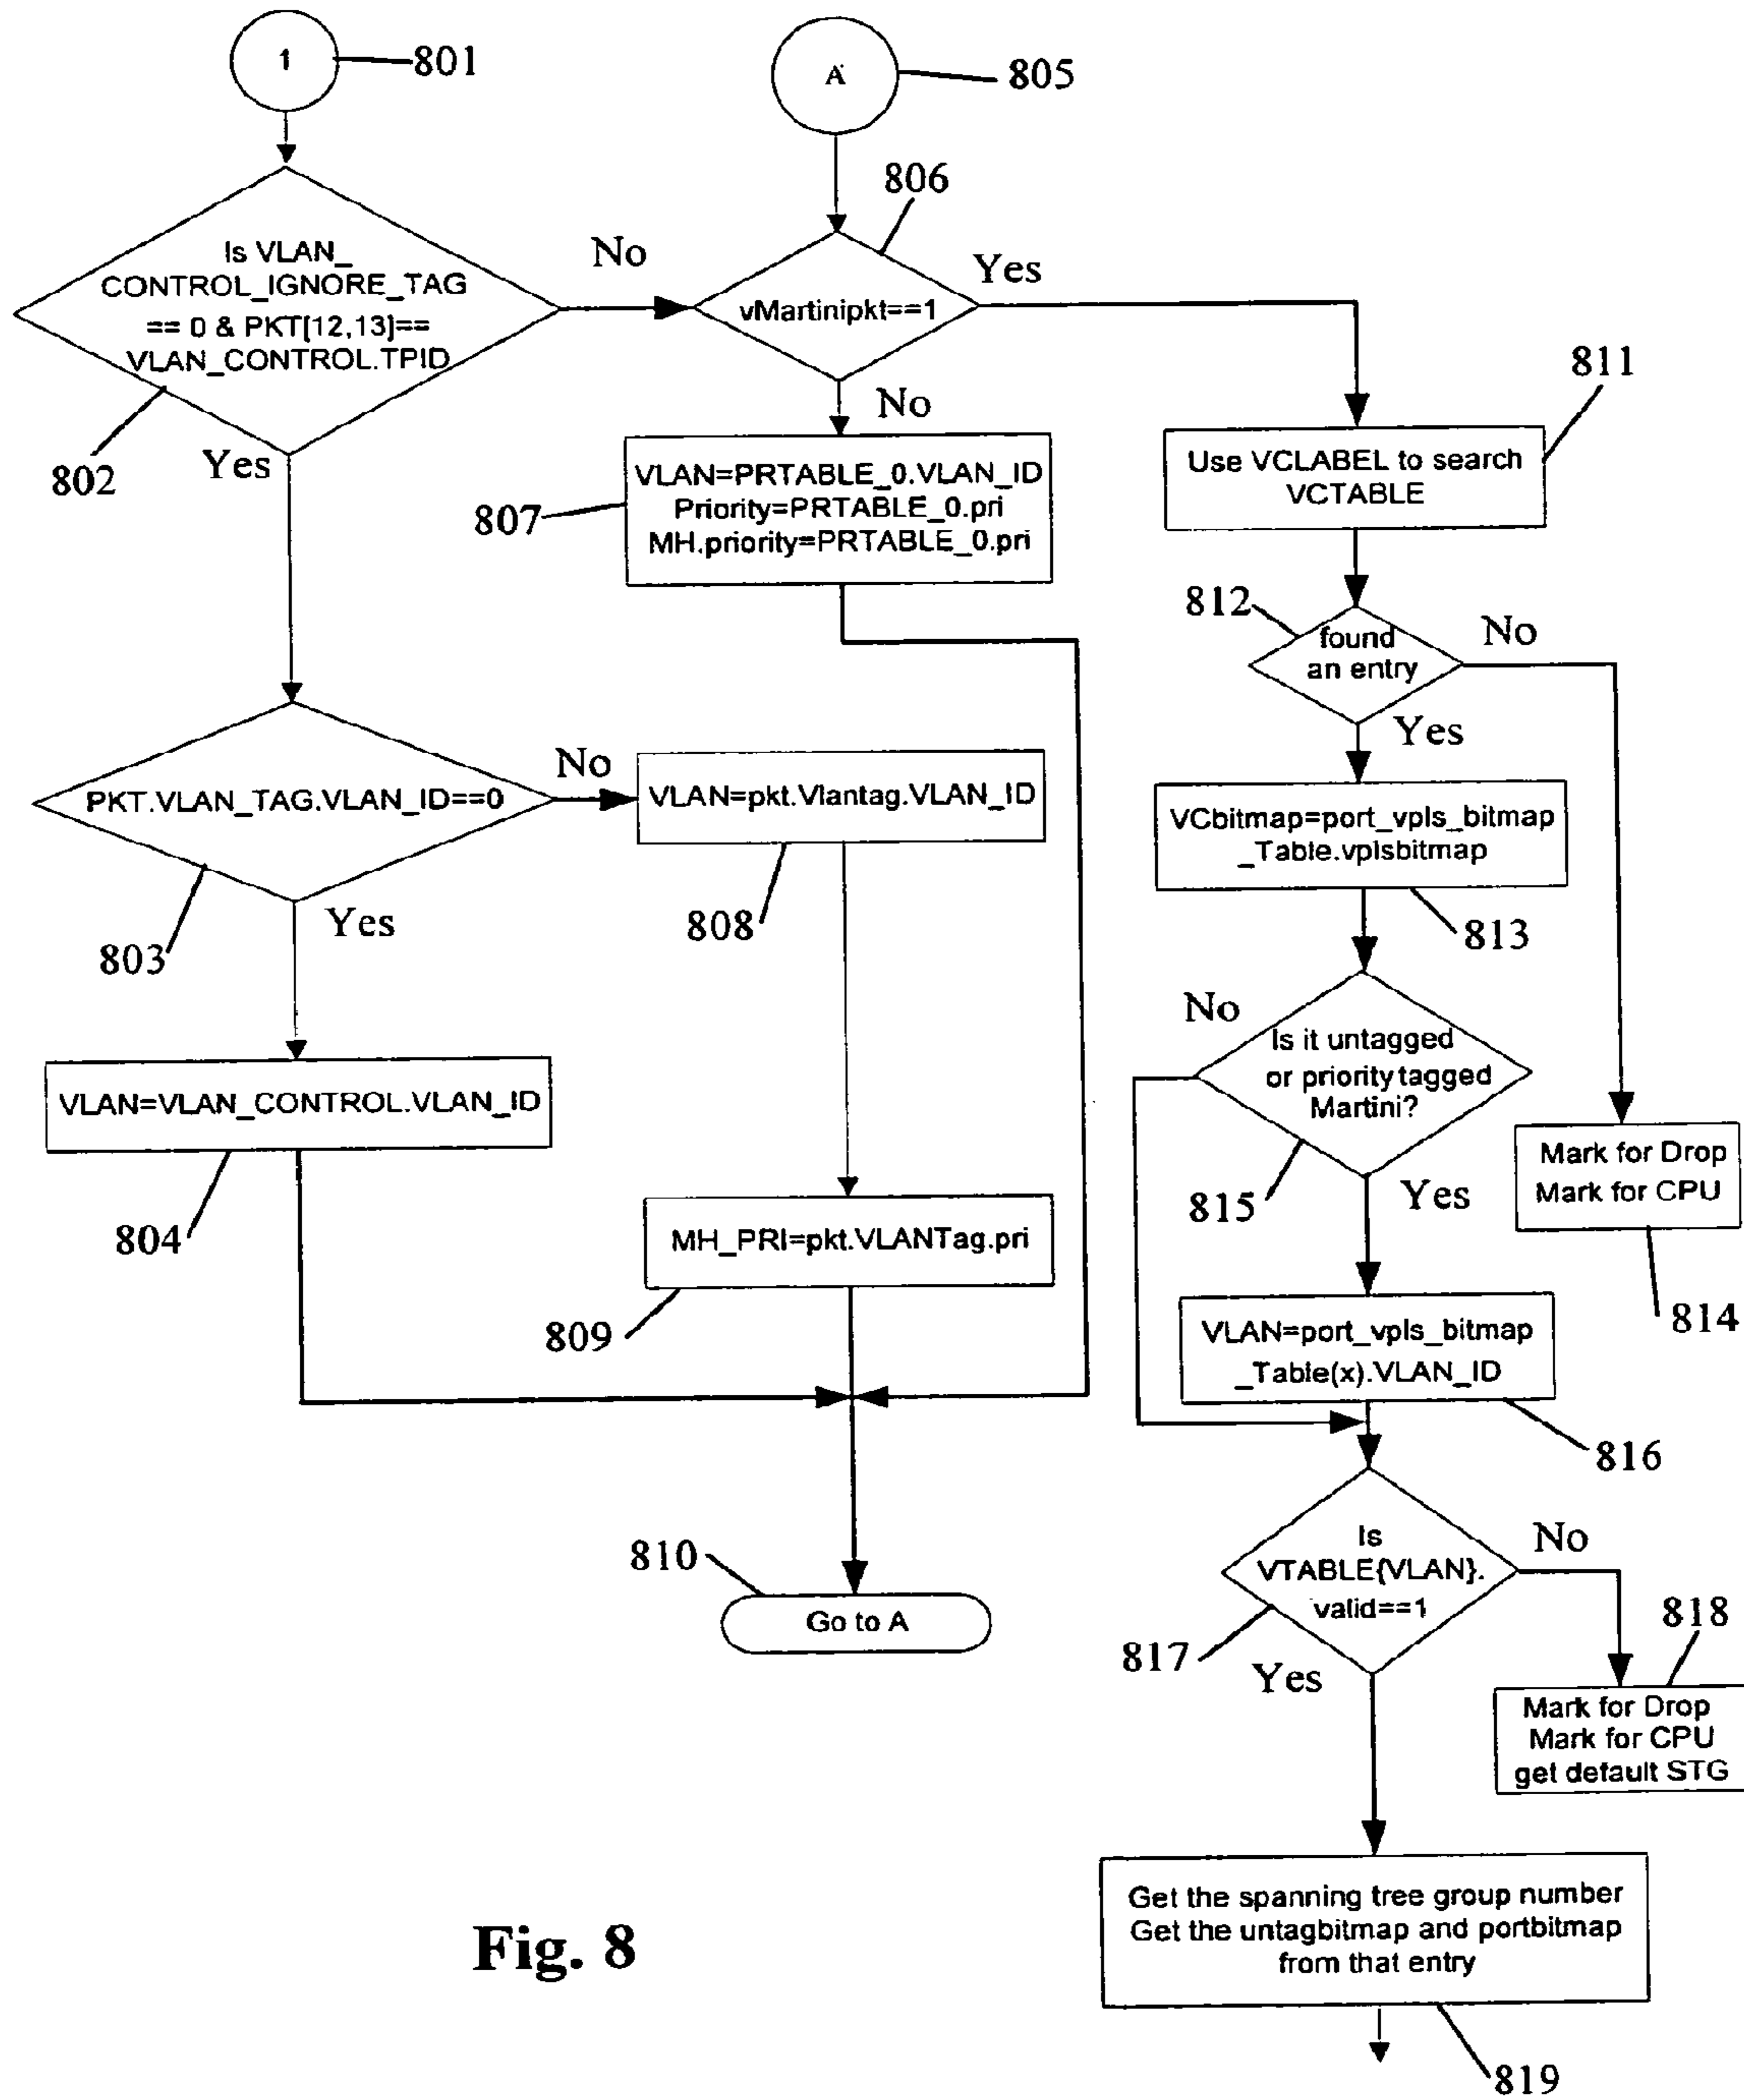 1
801
Is VLAN_
CONTROL_IGNORE_TAG
== 0 & PKT[12,13]==
VLAN_CONTROL.TPID
802
No
Yes
PKT.VLAN_TAG.VLAN_ID==0
803
No
Yes
VLAN=VLAN_CONTROL.VLAN_ID
804
A
805
806
vMartinipkt==1
Yes
No
VLAN=PRTABLE_0.VLAN_ID
Priority=PRTABLE_0.pri
MH.priority=PRTABLE_0.pri
807
VLAN=pkt.Vlantag.VLAN_ID
808
MH_PRI=pkt.VLANTag.pri
809
810
Go to A
811
Use VCLABEL to search
VCTABLE
812
found
an entry
No
Yes
VCbitmap=port_vpls_bitmap
_Table.vplsbitmap
813
No
Is it untagged
or priority tagged
Martini?
815
Yes
Mark for Drop
Mark for CPU
814
VLAN=port_vpls_bitmap
_Table(x).VLAN_ID
816
Is
VTABLE{VLAN}.
valid==1
817
No
Yes
818
Mark for Drop
Mark for CPU
get default STG
Get the spanning tree group number
Get the untagbitmap and portbitmap
from that entry
819
Fig. 8